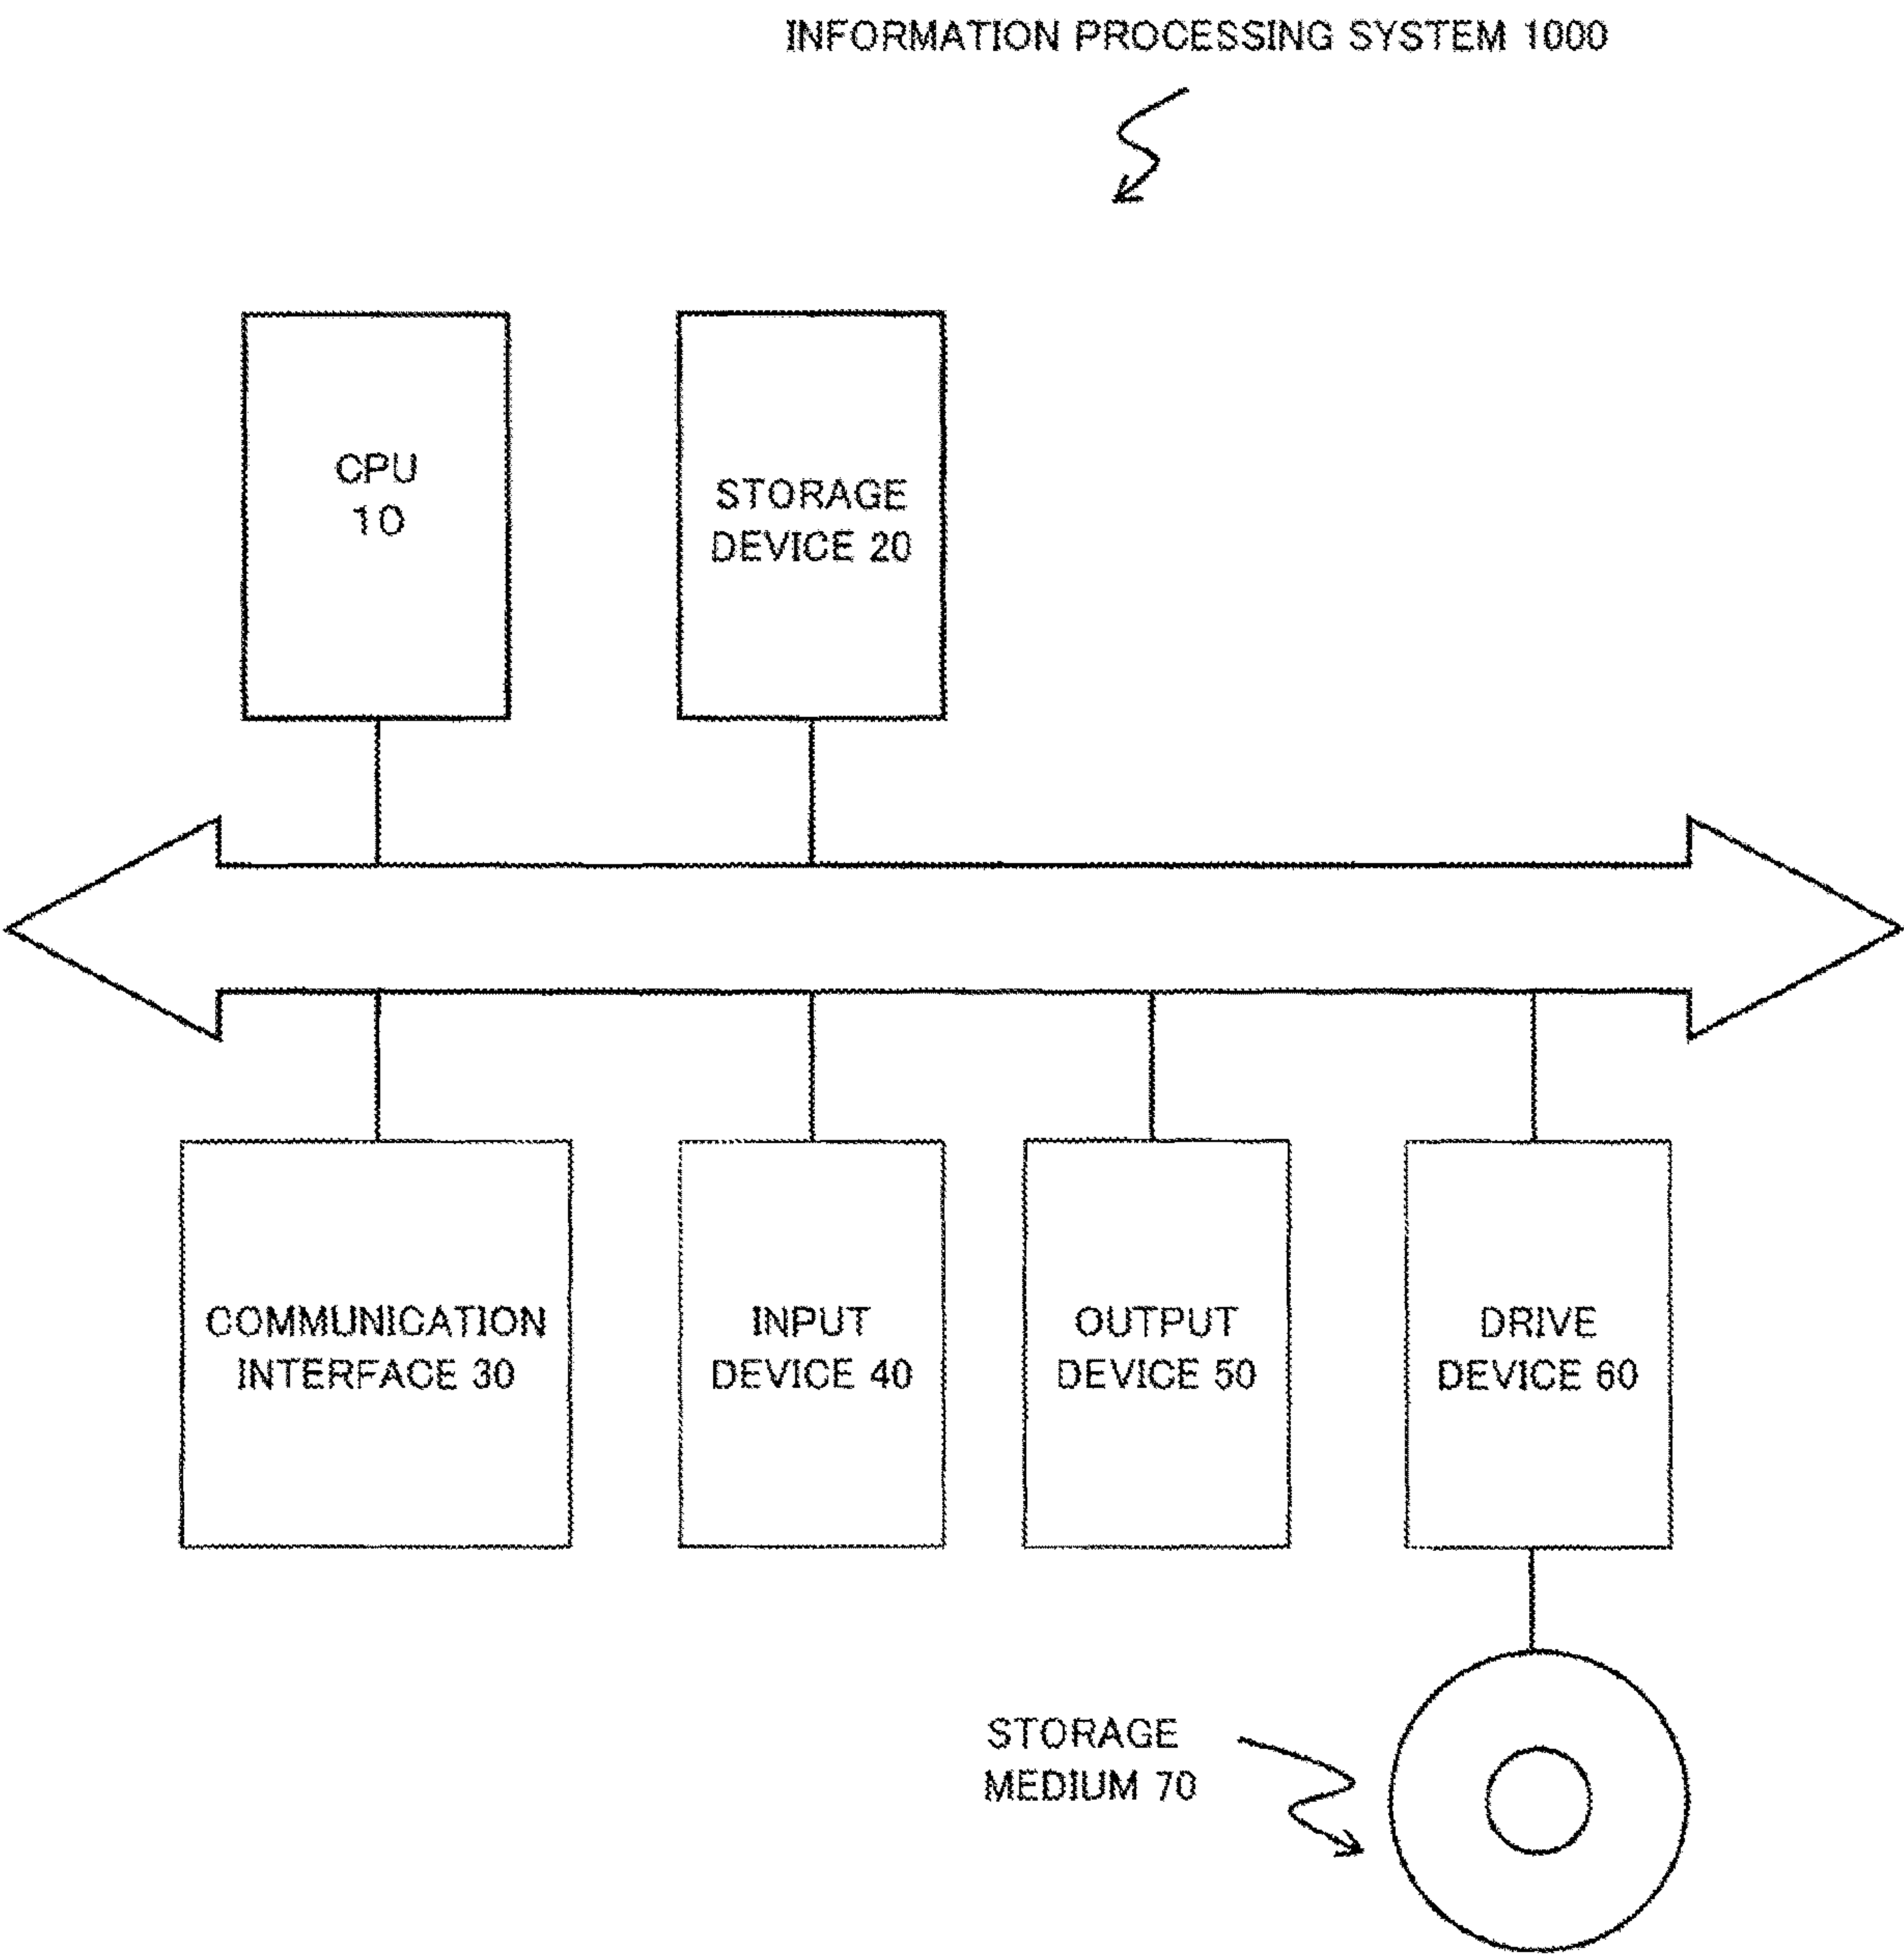 INFORMATION PROCESSING SYSTEM 1000
CPU
10
STORAGE
DEVICE 20
COMMUNICATION
INTERFACE 30
INPUT
DEVICE 40
OUTPUT
DEVICE 50
DRIVE
DEVICE 60
STORAGE
MEDIUM 70